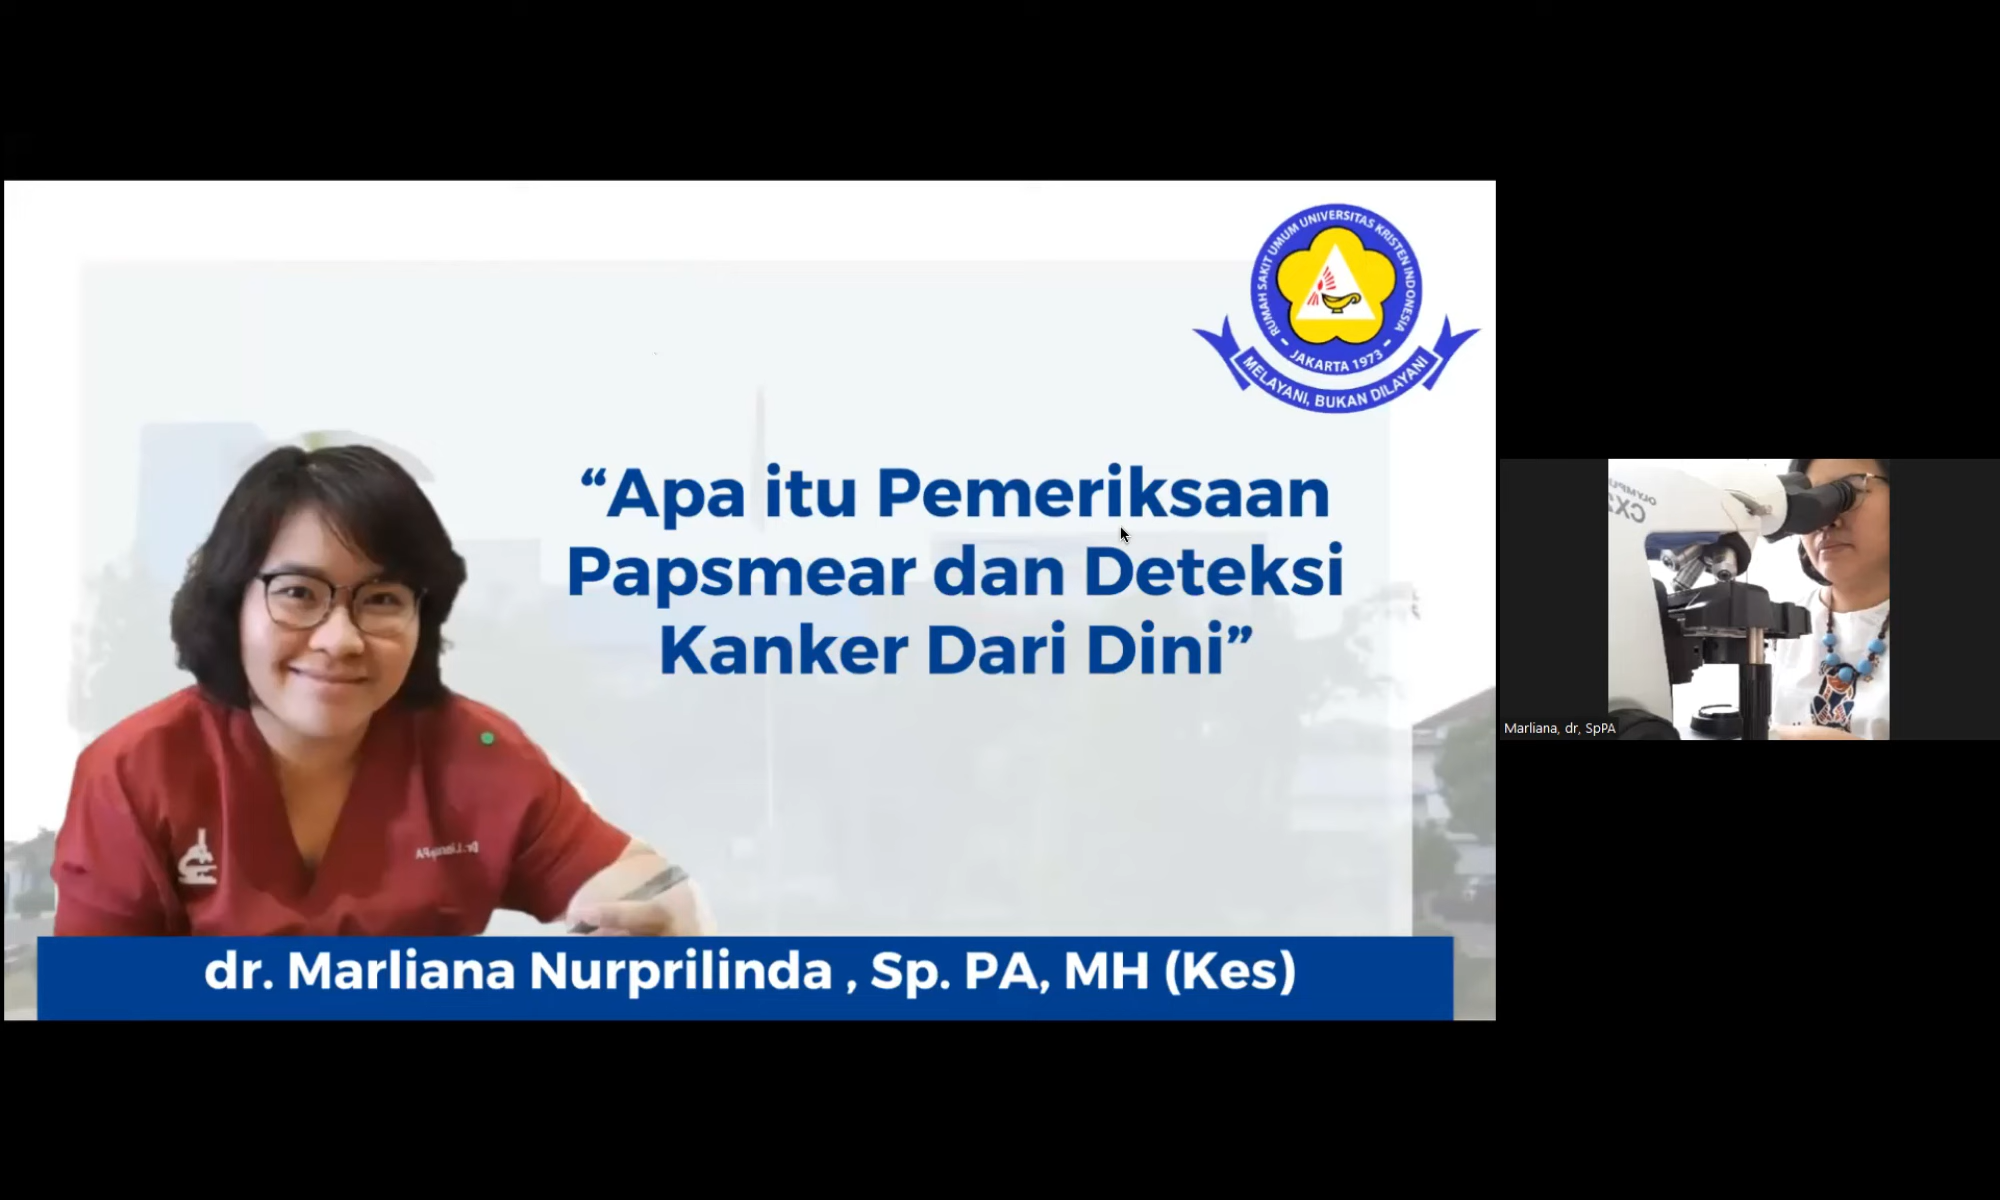 RUMAH SAKIT UMUM UNIVERSITAS KRISTEN INDONESIA
- JAKARTA 1973 -
MELAYANI, BUKAN DILAYANI
“Apa itu Pemeriksaan
Papsmear dan Deteksi
Kanker Dari Dini”
dr. Marliana Nurprilinda , Sp. PA, MH (Kes)
Marliana, dr, SpPA